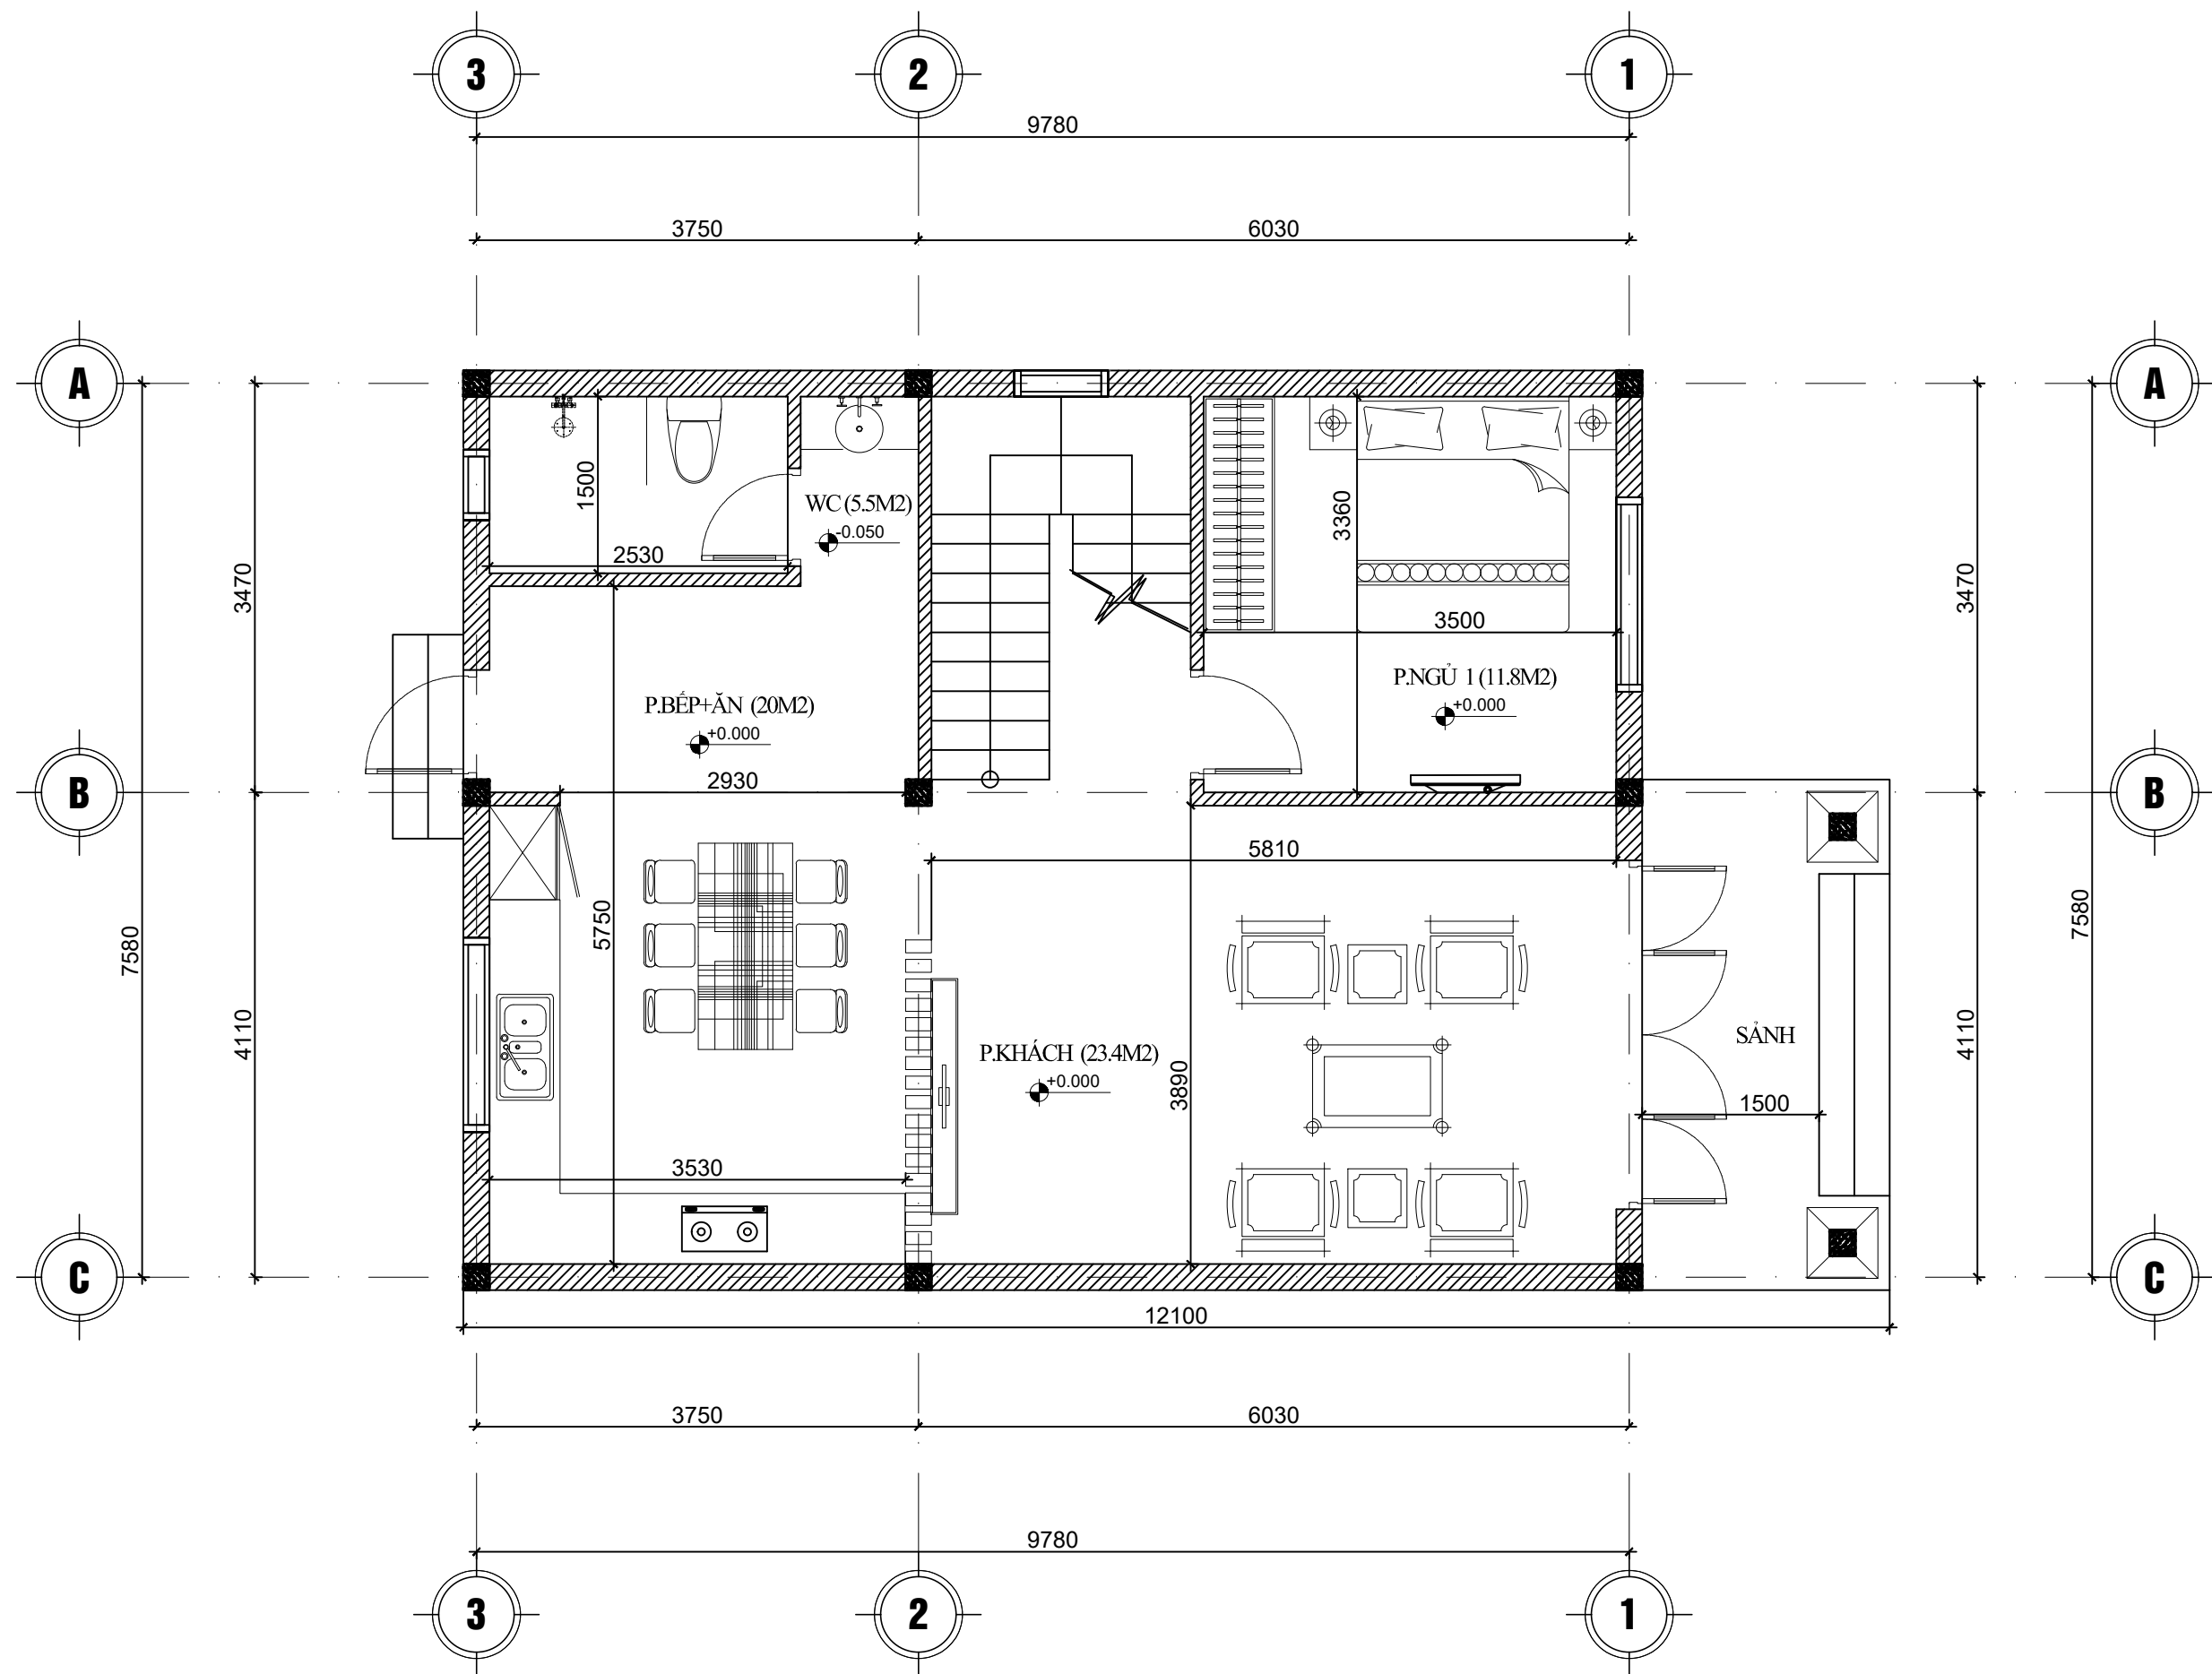 3 2 1
9780
3750 6030
A A
1500
WC (5.5M2)
-0.050
2530
3360
3470 3470
3500
P.NGỦ 1 (11.8M2)
+0.000
P.BẾP+ĂN (20M2)
+0.000
B 2930 B
5810
7580 5750 7580
4110 SẢNH 4110
P.KHÁCH (23.4M2)
+0.000
3890
1500
3530
C C
12100
3750 6030
9780
3 2 1